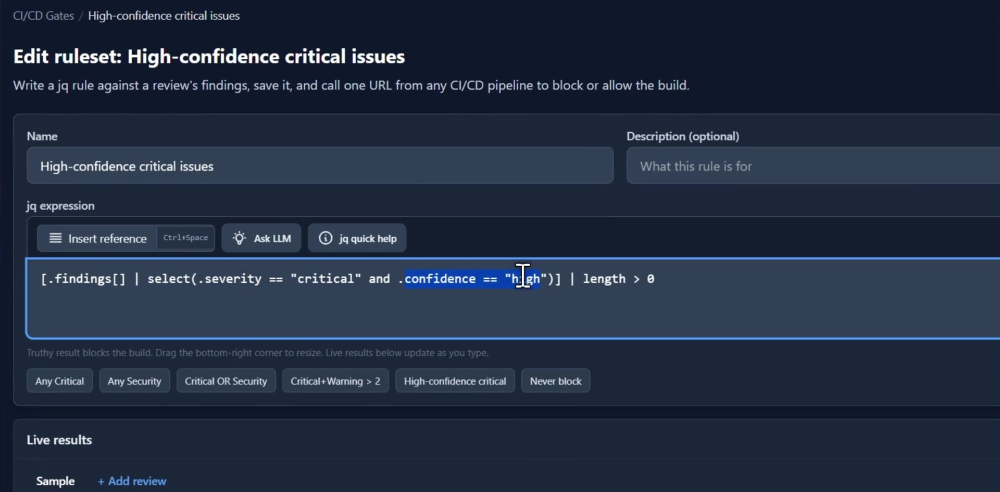 CI/CD Gates / High-confidence critical issues
Edit ruleset: High-confidence critical issues
Write a jq rule against a review's findings, save it, and call one URL from any CI/CD pipeline to block or allow the build.
Name
Description (optional)
High-confidence critical issues
What this rule is for
jq expression
Insert reference Ctrl+Space Ask LLM jq quick help
[.findings[] | select(.severity == "critical" and .confidence == "high")] | length > 0
Truthy result blocks the build. Drag the bottom-right corner to resize. Live results below update as you type.
Any Critical Any Security Critical OR Security Critical+Warning > 2 High-confidence critical Never block
Live results
Sample + Add review